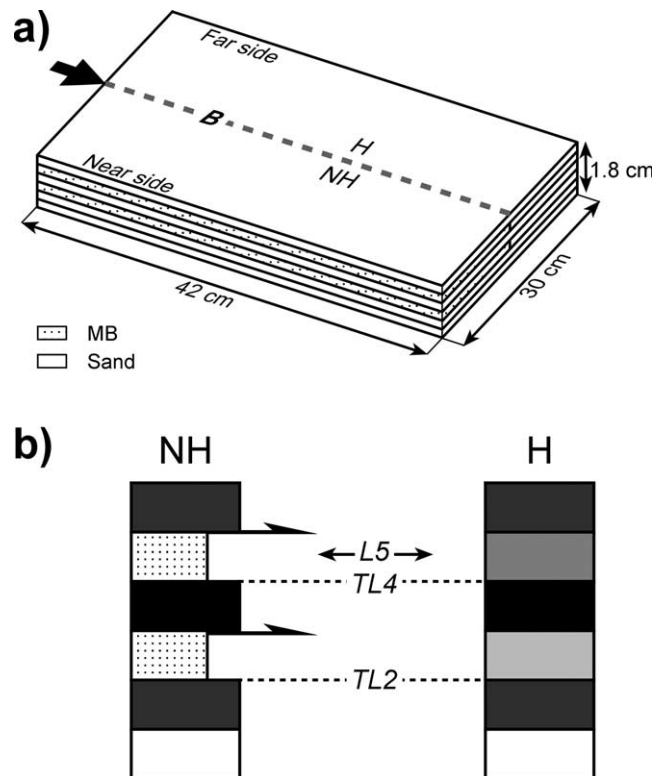 a)
Far side
B
H
NH
Near side
1.8 cm
30 cm
42 cm
MB
Sand
b)
NH
H
L5
TL4
TL2